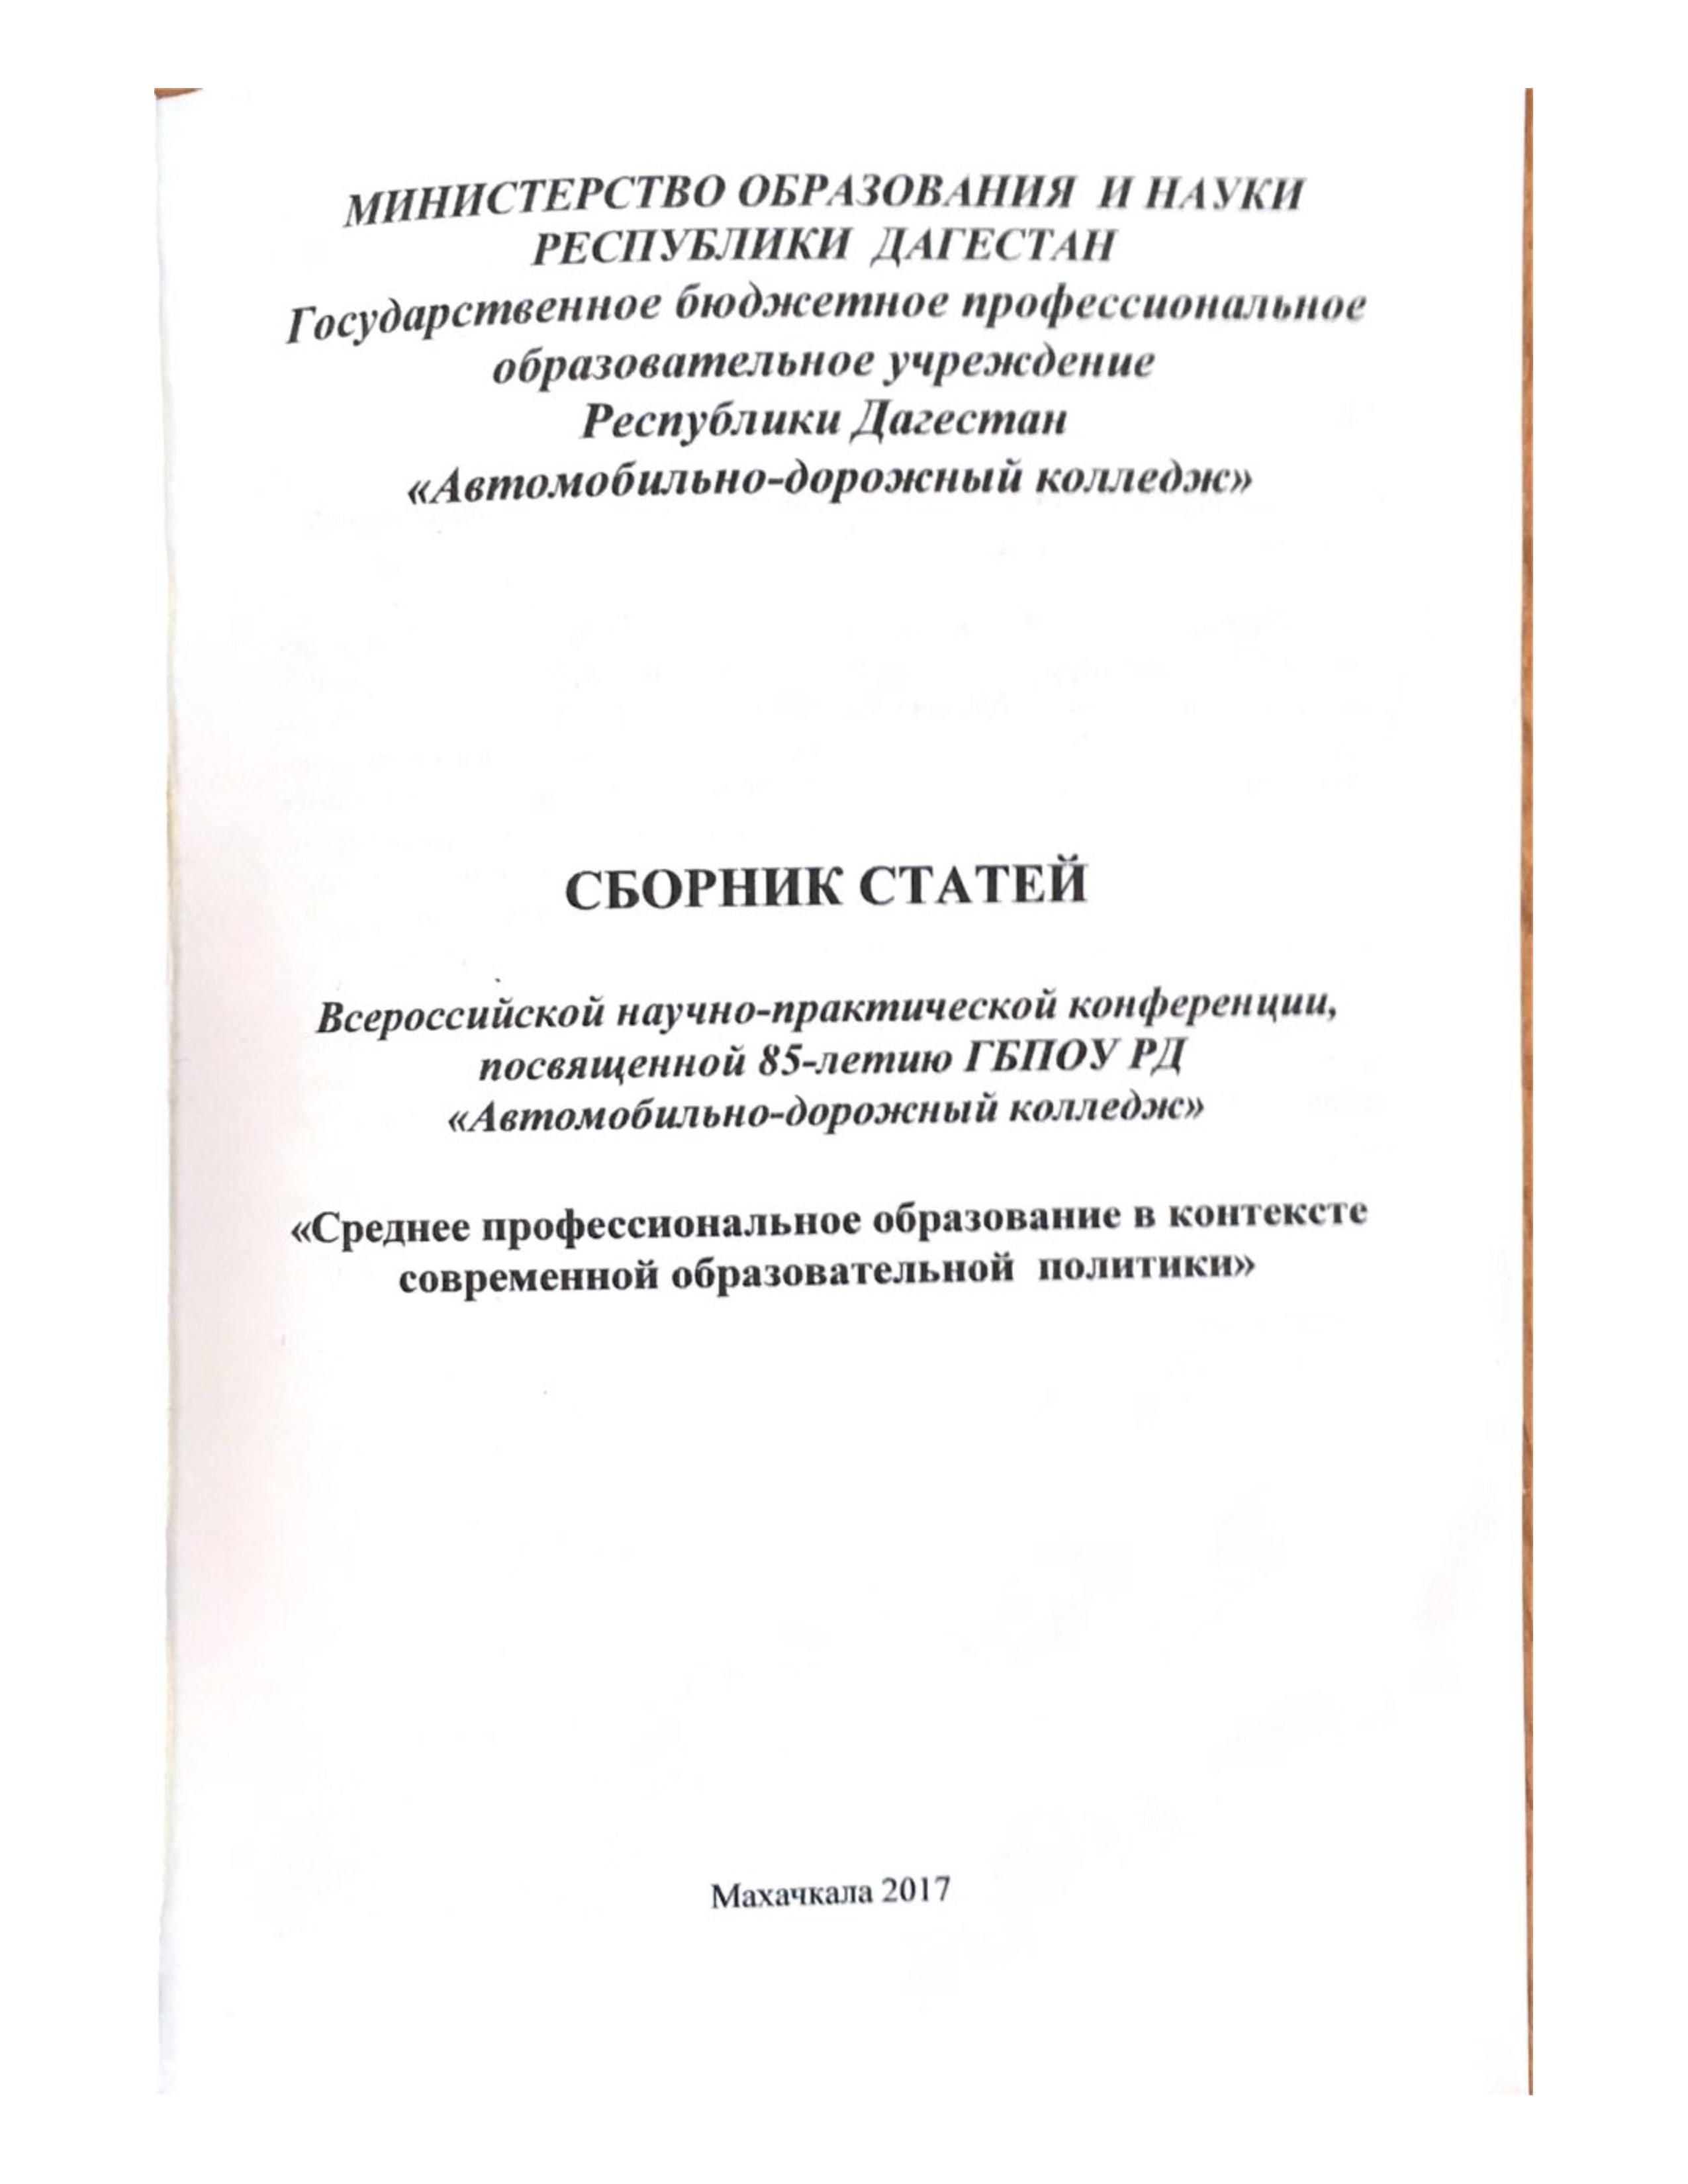 МИНИСТЕРСТВО ОБРАЗОВАНИЯ И НАУКИ
РЕСПУБЛИКИ ДАГЕСТАН
Государственное бюджетное профессиональное
образовательное учреждение
Республики Дагестан
«Автомобильно-дорожный колледж»
СБОРНИК СТАТЕЙ
Всероссийской научно-практической конференции,
посвященной 85-летию ГБПОУ РД
«Автомобильно-дорожный колледж»
«Среднее профессиональное образование в контексте
современной образовательной политики»
Махачкала 2017